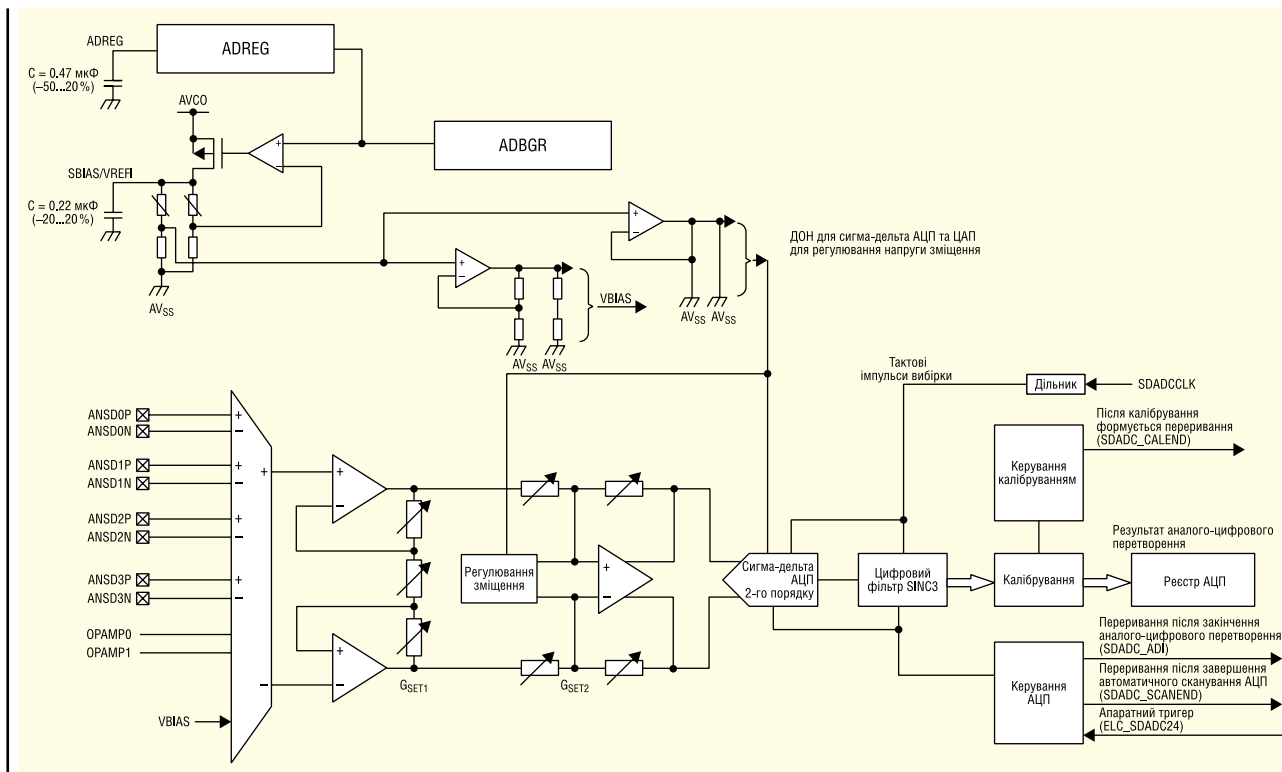 ADREG
ADREG
C = 0.47 мкФ
(–50...20%)
AVCO
ADBGR
SBIAS/VREFI
C = 0.22 мкФ
(–20...20%)
AVSS
+
–
+
–
+
–
VBIAS
AVSS
AVSS
AVSS
AVSS
ДОН для сигма-дельта АЦП та ЦАП
для регулювання напруги зміщення
Тактові
імпульси вибірки
Дільник
SDADCCLK
ANSD0P
ANSD0N
ANSD1P
ANSD1N
ANSD2P
ANSD2N
ANSD3P
ANSD3N
OPAMP0
OPAMP1
VBIAS
+
–
+
–
+
–
+
–
+
–
+
–
+
–
GSET1
Регулювання
зміщення
+
–
GSET2
Сигма-дельта
АЦП
2-го порядку
Цифровий
фільтр SINC3
Керування
калібруванням
Після калібрування
формується переривання
(SDADC_CALEND)
Калібрування
Результат аналого-цифрового
перетворення
Реєстр АЦП
Керування
АЦП
Переривання після закінчення
аналого-цифрового перетворення
(SDADC_ADI)
Переривання після завершення
автоматичного сканування АЦП
(SDADC_SCANEND)
Апаратний тригер
(ELC_SDADC24)